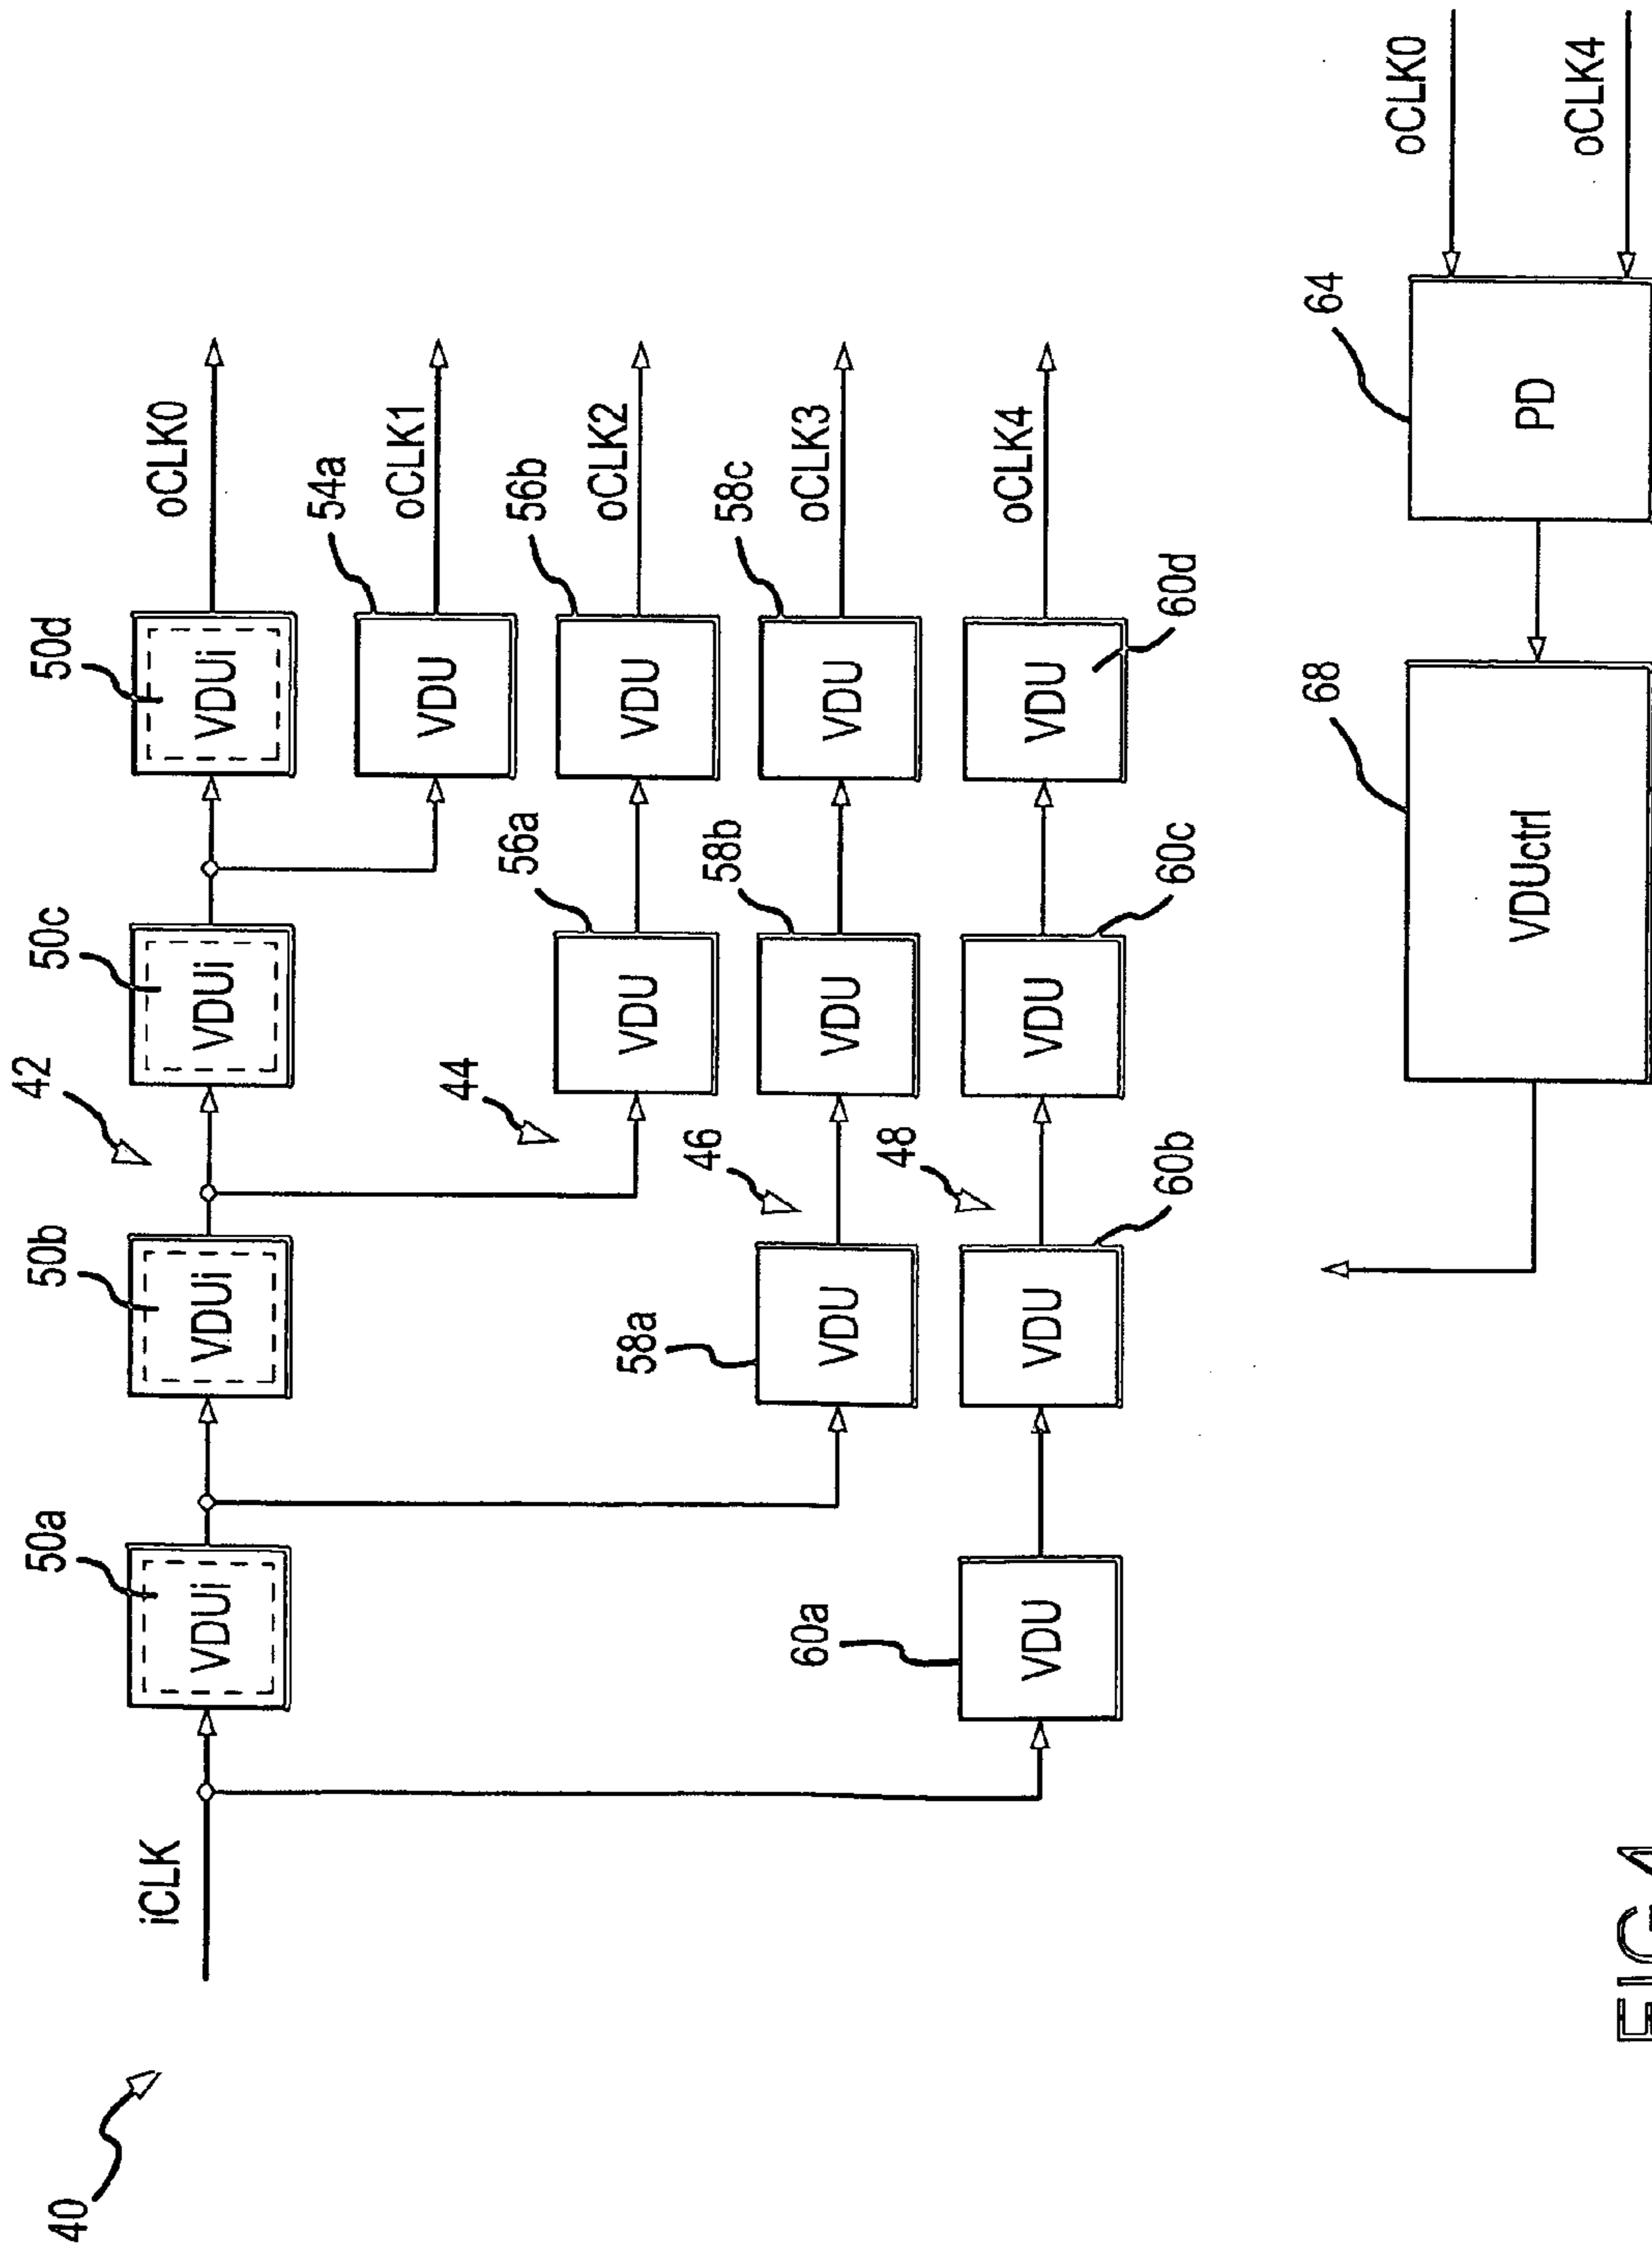 40
iCLK
42
50a
50b
50c
50d
VDUi
VDUi
VDUi
VDUi
oCLK0
54a
VDU
oCLK1
44
56a
56b
VDU
VDU
oCLK2
46
58a
58b
58c
VDU
VDU
VDU
oCLK3
48
60a
60b
60c
60d
VDU
VDU
VDU
VDU
oCLK4
68
VDUctrl
64
PD
oCLK0
oCLK4